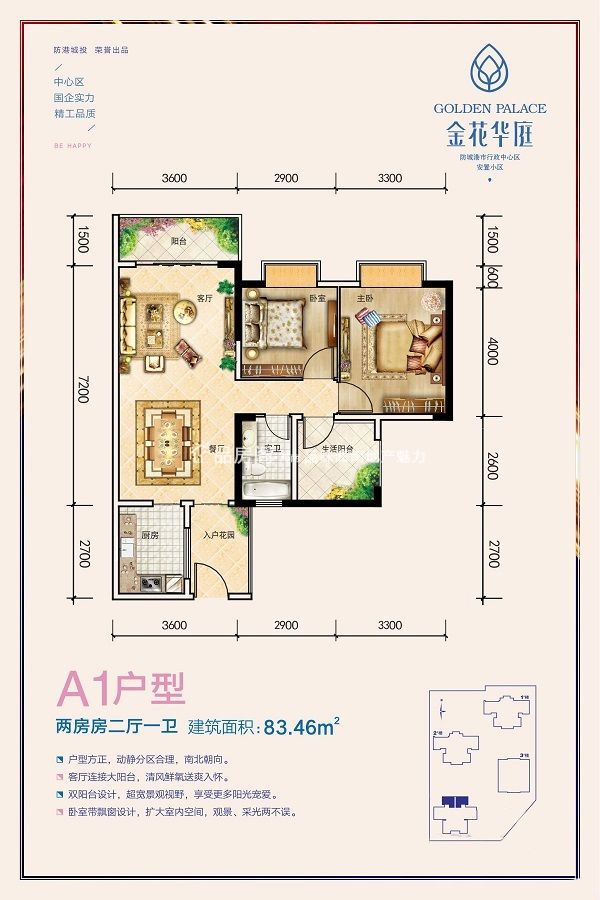 防港城投 荣誉出品
中心区
国企实力
精工品质
BE HAPPY
GOLDEN PALACE
金花华庭
防城港市行政中心区
安置小区
3600 2900 3300
1500 7200 2700
1500 600 4000 2600 2700
阳台
客厅
卧室
主卧
餐厅
客卫
生活阳台
厨房
入户花园
3600 2900 3300
A1户型
两房房二厅一卫 建筑面积:83.46m²
户型方正，动静分区合理，南北朝向。
客厅连接大阳台，清风鲜氧送爽入怀。
双阳台设计，超宽景观视野，享受更多阳光宠爱。
卧室带飘窗设计，扩大室内空间，观景、采光两不误。
1#楼
2#楼
3#楼